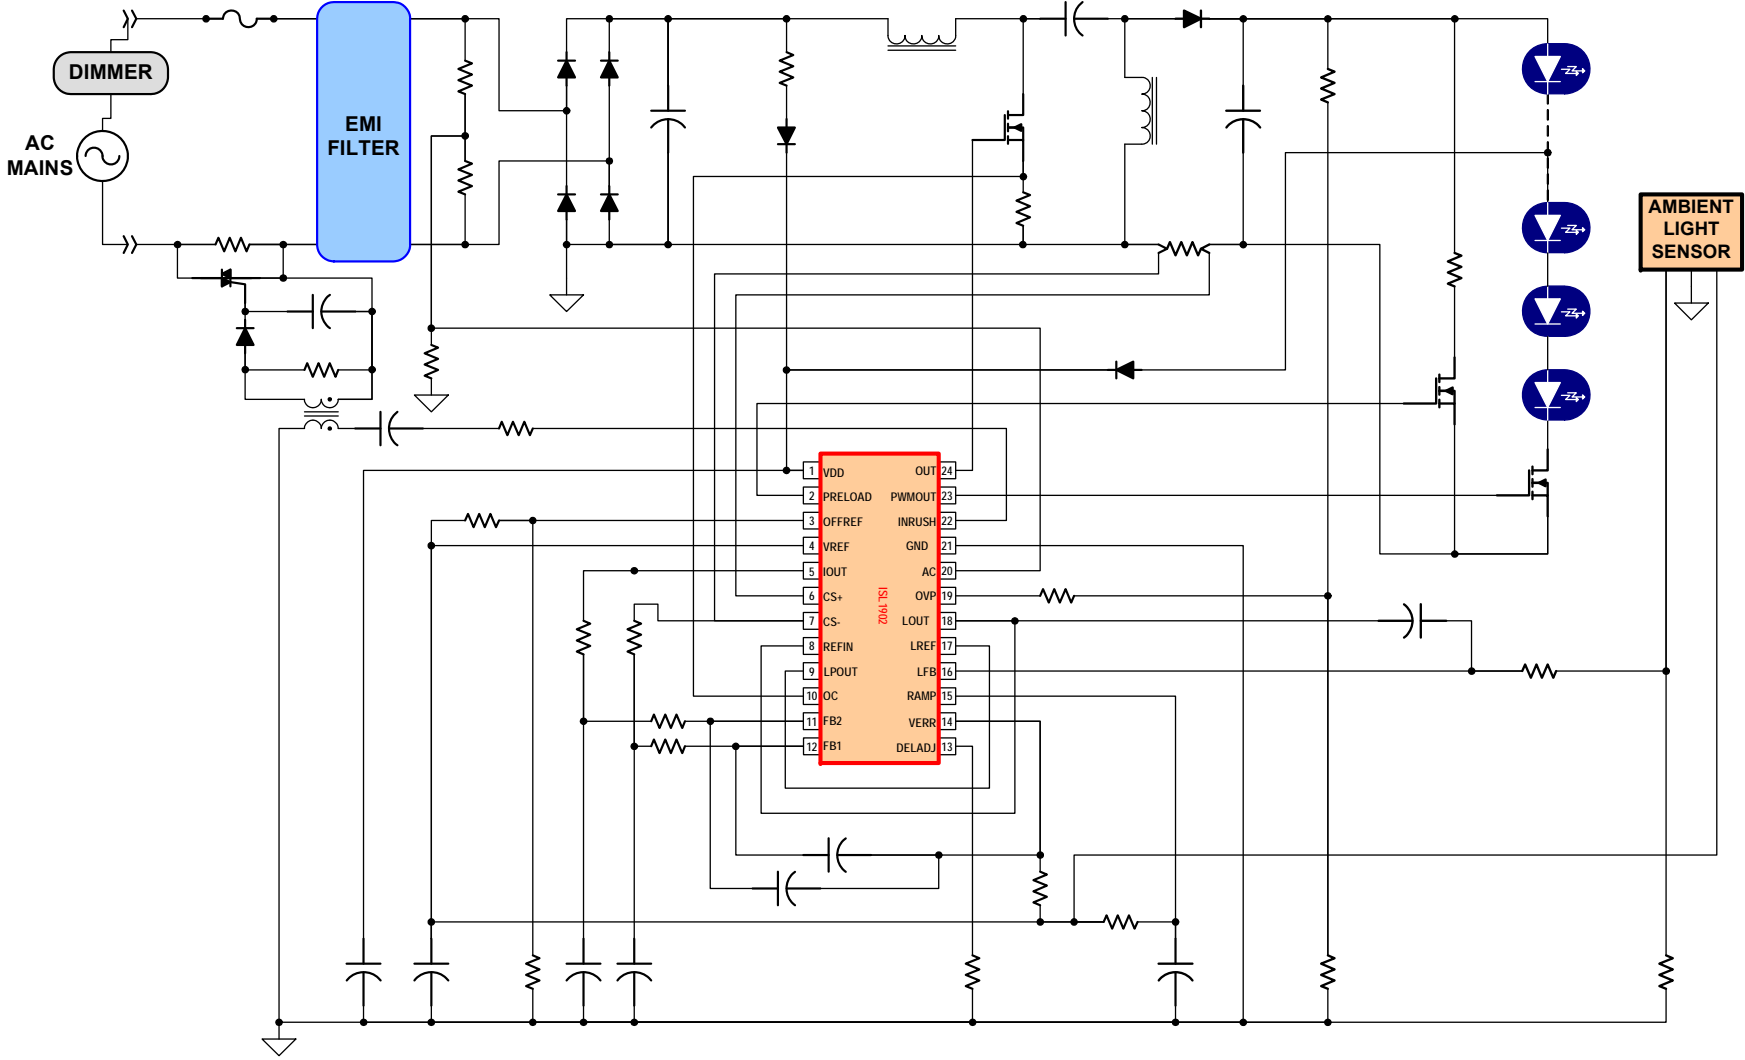 DIMMER
AC
MAINS
EMI
FILTER
AMBIENT
LIGHT
SENSOR
1 VDD
2 PRELOAD
3 OFFREF
4 VREF
5 IOUT
6 CS+
7 CS-
8 REFIN
9 LPOUT
10 OC
11 FB2
12 FB1
OUT 24
PWMOUT 23
INRUSH 22
GND 21
AC 20
OVP 19
LOUT 18
LREF 17
LFB 16
RAMP 15
VERR 14
DELADJ 13
ISL1902